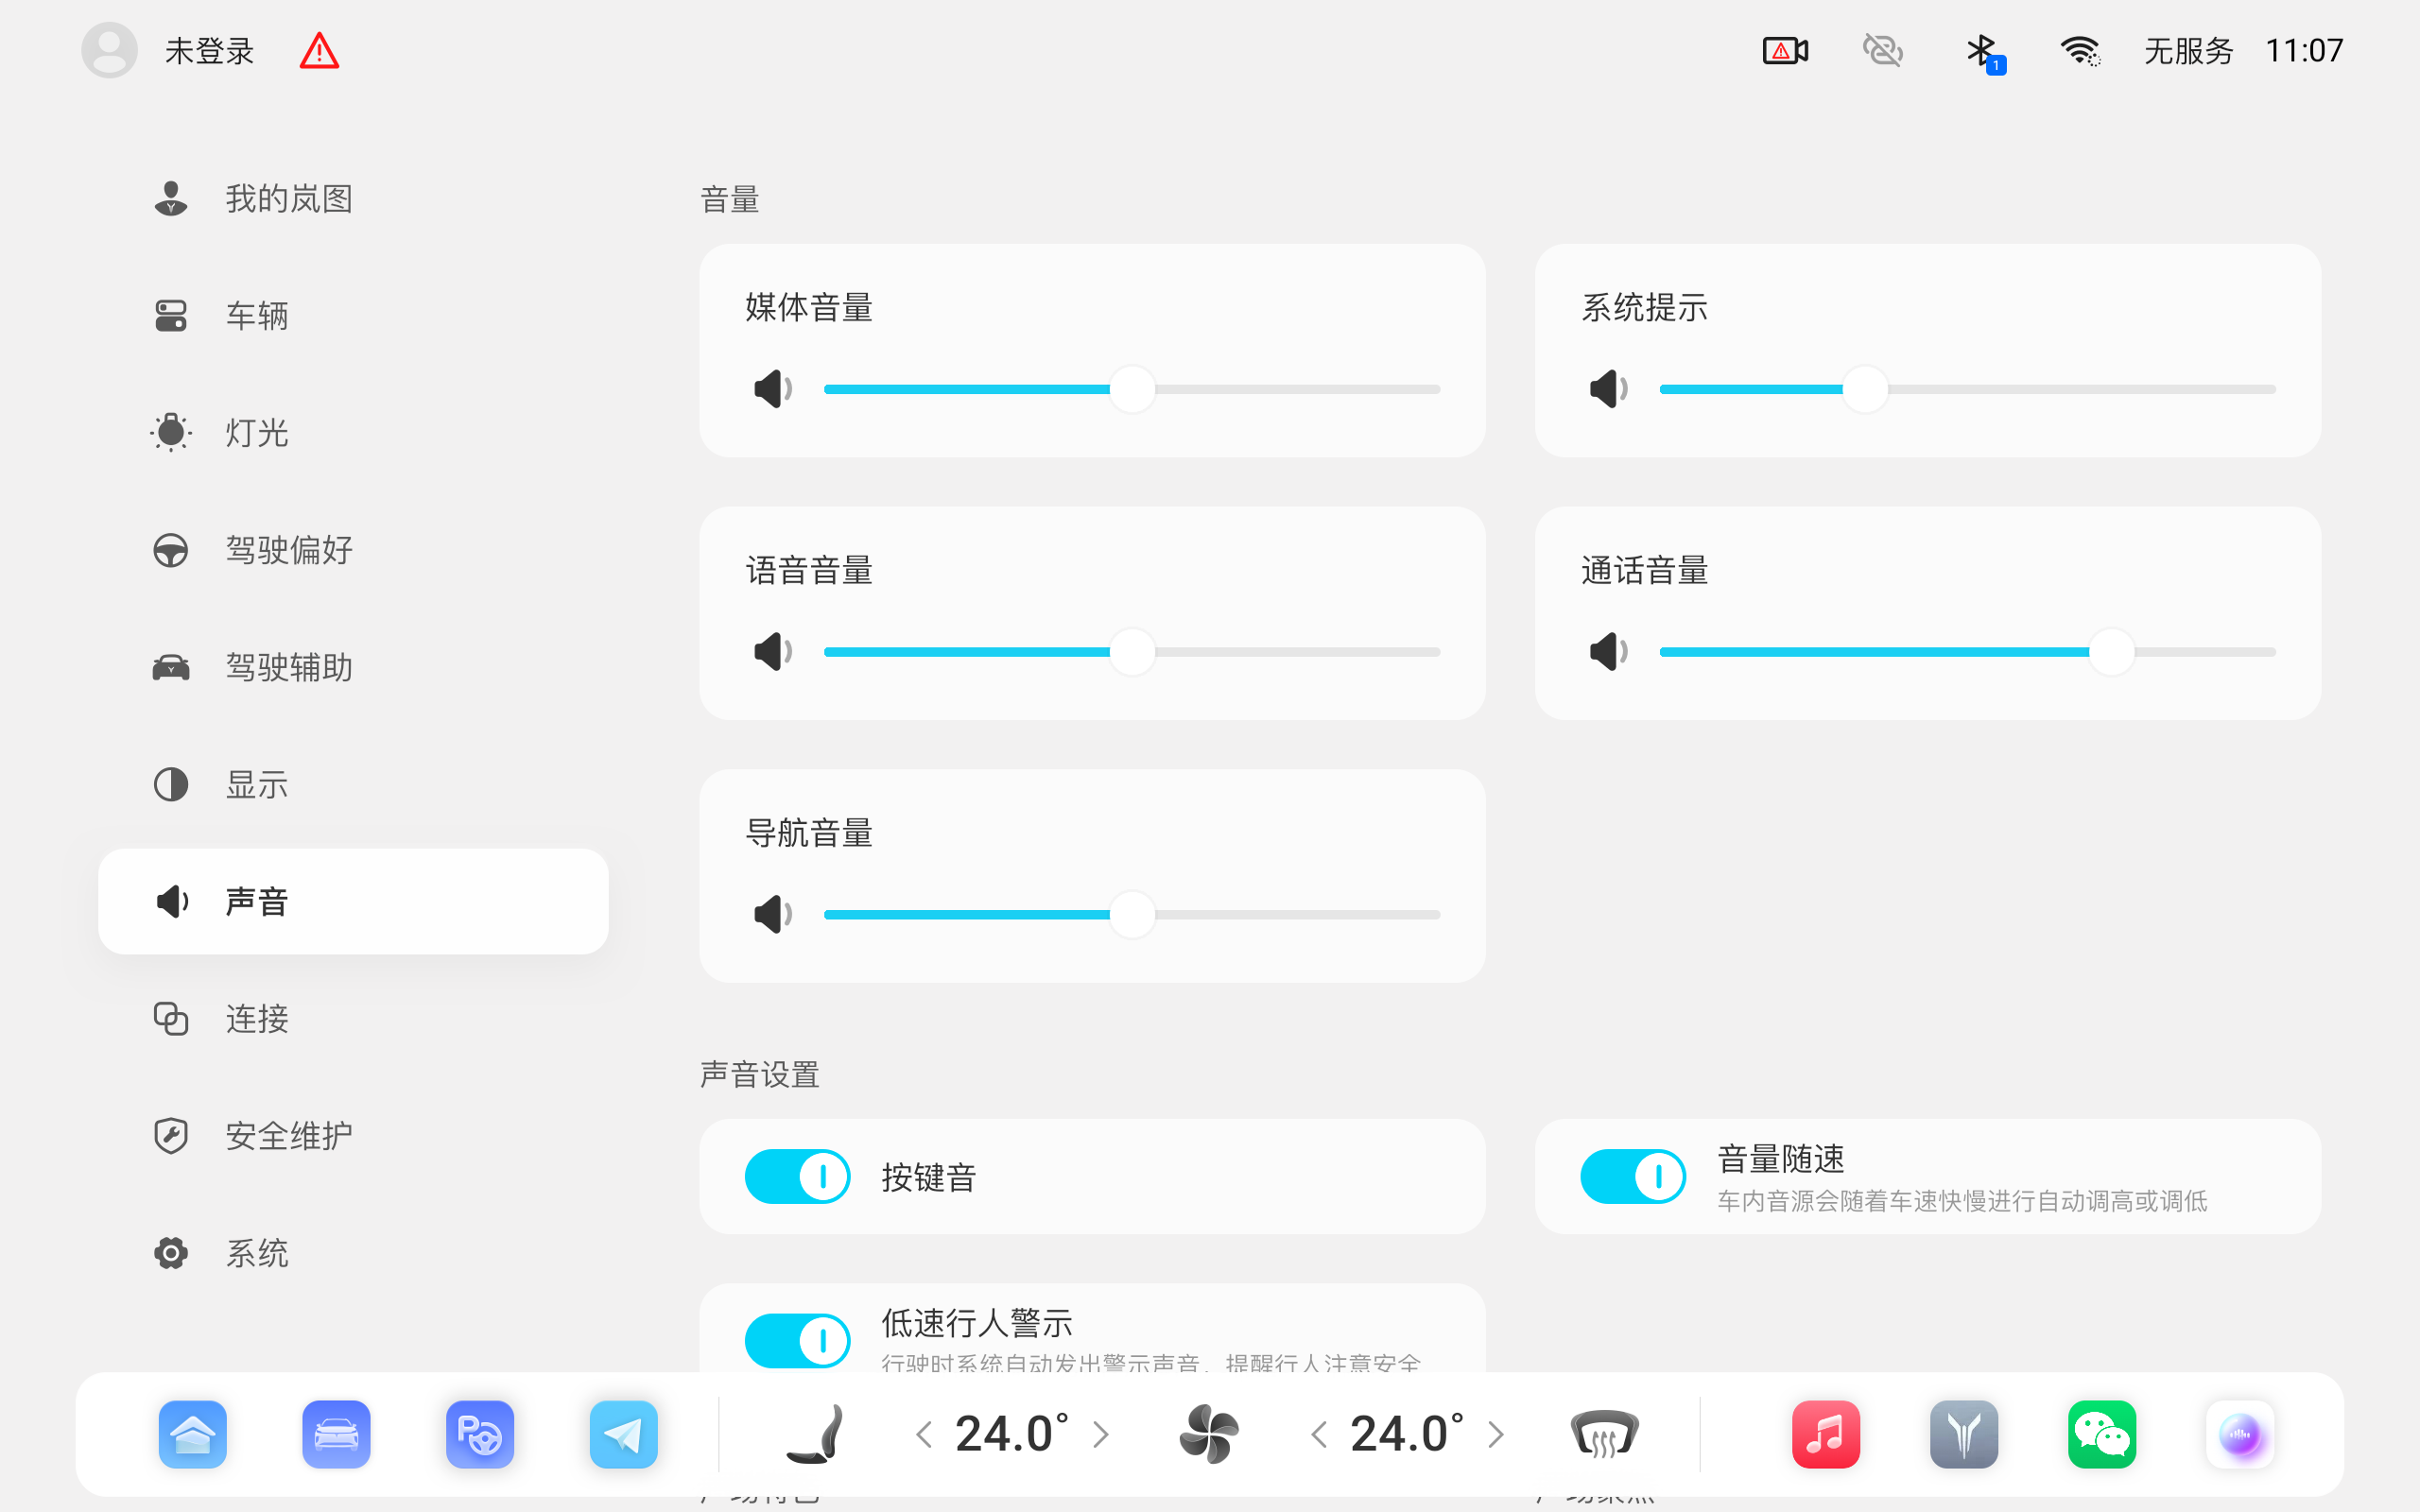 未登录
1
无服务
11:07
我的岚图
车辆
灯光
驾驶偏好
驾驶辅助
显示
声音
连接
安全维护
系统
音量
媒体音量
系统提示
语音音量
通话音量
导航音量
声音设置
按键音
音量随速
车内音源会随着车速快慢进行自动调高或调低
低速行人警示
行驶时系统自动发出警示声音，提醒行人注意安全
24.0°
24.0°